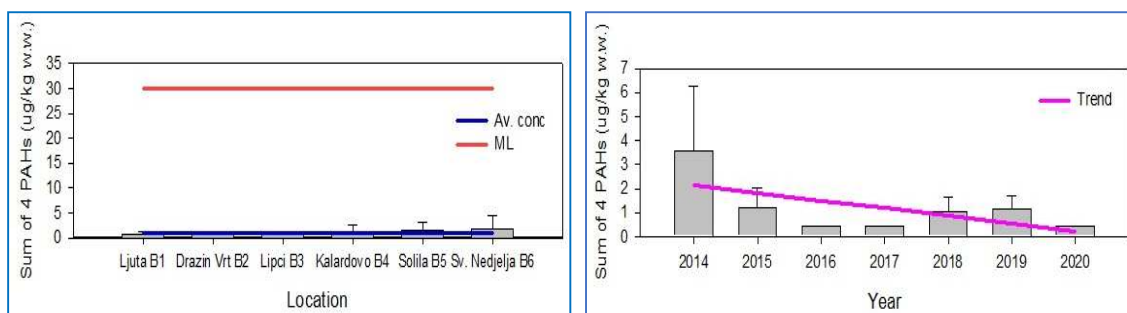 Sum of 4 PAHs (ug/kg w.w.)
35
30
25
20
15
10
5
0
Av. conc
ML
Ljuta B1 Drazin Vrt B2 Lipci B3 Kalardovo B4 Solila B5 Sv. Nedjelja B6
Location
Sum of 4 PAHs (ug/kg w.w.)
7
6
5
4
3
2
1
0
Trend
2014 2015 2016 2017 2018 2019 2020
Year